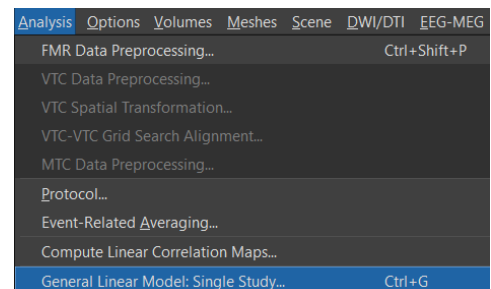 Analysis Options Volumes Meshes Scene DWI/DTI EEG-MEG
FMR Data Preprocessing... Ctrl+Shift+P
VTC Data Preprocessing...
VTC Spatial Transformation...
VTC-VTC Grid Search Alignment...
MTC Data Preprocessing...
Protocol...
Event-Related Averaging...
Compute Linear Correlation Maps...
General Linear Model: Single Study... Ctrl+G